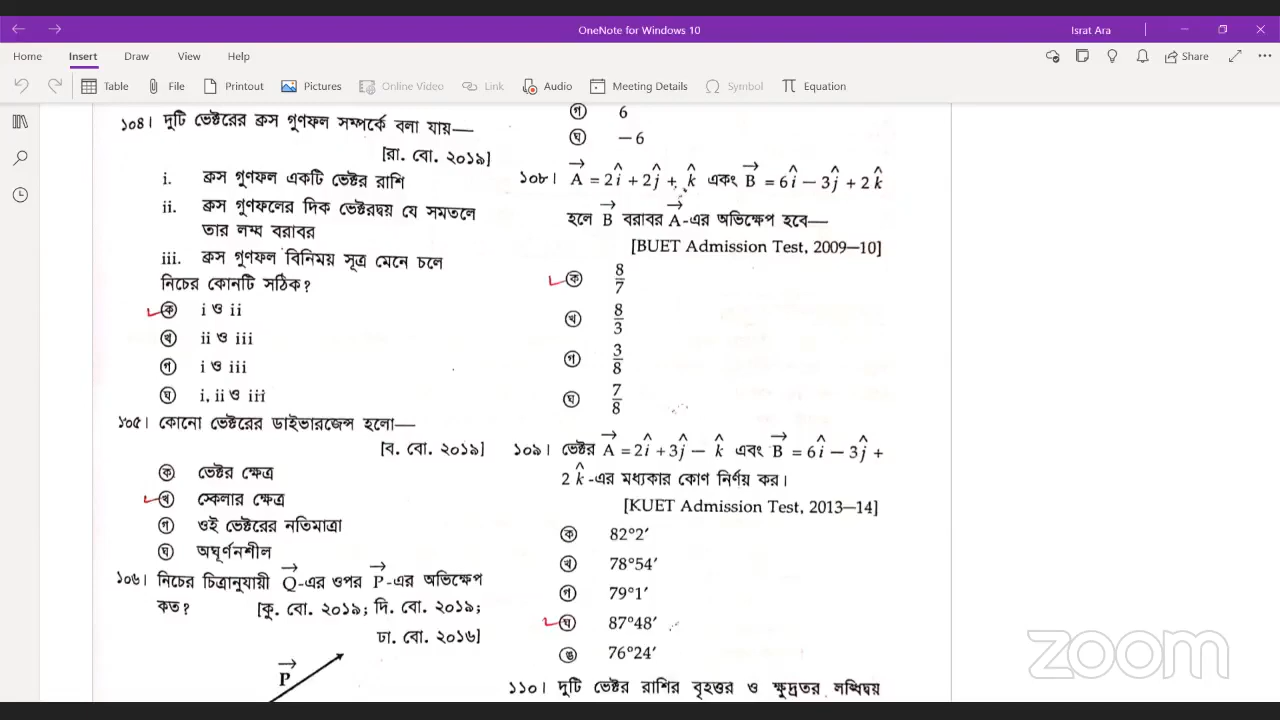 OneNote for Windows 10
Israt Ara
Home
Insert
Draw
View
Help
Share
Table
File
Printout
Pictures
Online Video
Link
Audio
Meeting Details
Symbol
Equation
১০৪। দুটি ভেক্টরের ক্রস গুণফল সম্পর্কে বলা যায়—
[রা. বো. ২০১৯]
i. ক্রস গুণফল একটি ভেক্টর রাশি
ii. ক্রস গুণফলের দিক ভেক্টরদ্বয় যে সমতলে
তার লম্ব বরাবর
iii. ক্রস গুণফল বিনিময় সূত্র মেনে চলে
নিচের কোনটি সঠিক?
ক i ও ii
খ ii ও iii
গ i ও iii
ঘ i, ii ও iii
১০৫। কোনো ভেক্টরের ডাইভারজেন্স হলো—
[ব. বো. ২০১৯]
ক ভেক্টর ক্ষেত্র
খ স্কেলার ক্ষেত্র
গ ওই ভেক্টরের নতিমাত্রা
ঘ অঘূর্ণনশীল
১০৬। নিচের চিত্রানুযায়ী Q⃗-এর ওপর P⃗-এর অভিক্ষেপ
কত? [কু. বো. ২০১৯; দি. বো. ২০১৯;
ঢা. বো. ২০১৬]
P⃗
গ 6
ঘ – 6
১০৮। A⃗ = 2î + 2ĵ + k̂ এবং B⃗ = 6î – 3ĵ + 2k̂
হলে B⃗ বরাবর A⃗-এর অভিক্ষেপ হবে—
[BUET Admission Test, 2009–10]
ক 8/7
খ 8/3
গ 3/8
ঘ 7/8
১০৯। ভেক্টর A⃗ = 2î + 3ĵ – k̂ এবং B⃗ = 6î – 3ĵ +
2k̂-এর মধ্যকার কোণ নির্ণয় কর।
[KUET Admission Test, 2013–14]
ক 82°2′
খ 78°54′
গ 79°1′
ঘ 87°48′
ঙ 76°24′
১১০। দুটি ভেক্টর রাশির বৃহত্তর ও ক্ষুদ্রতর লব্ধিদ্বয়
zoom